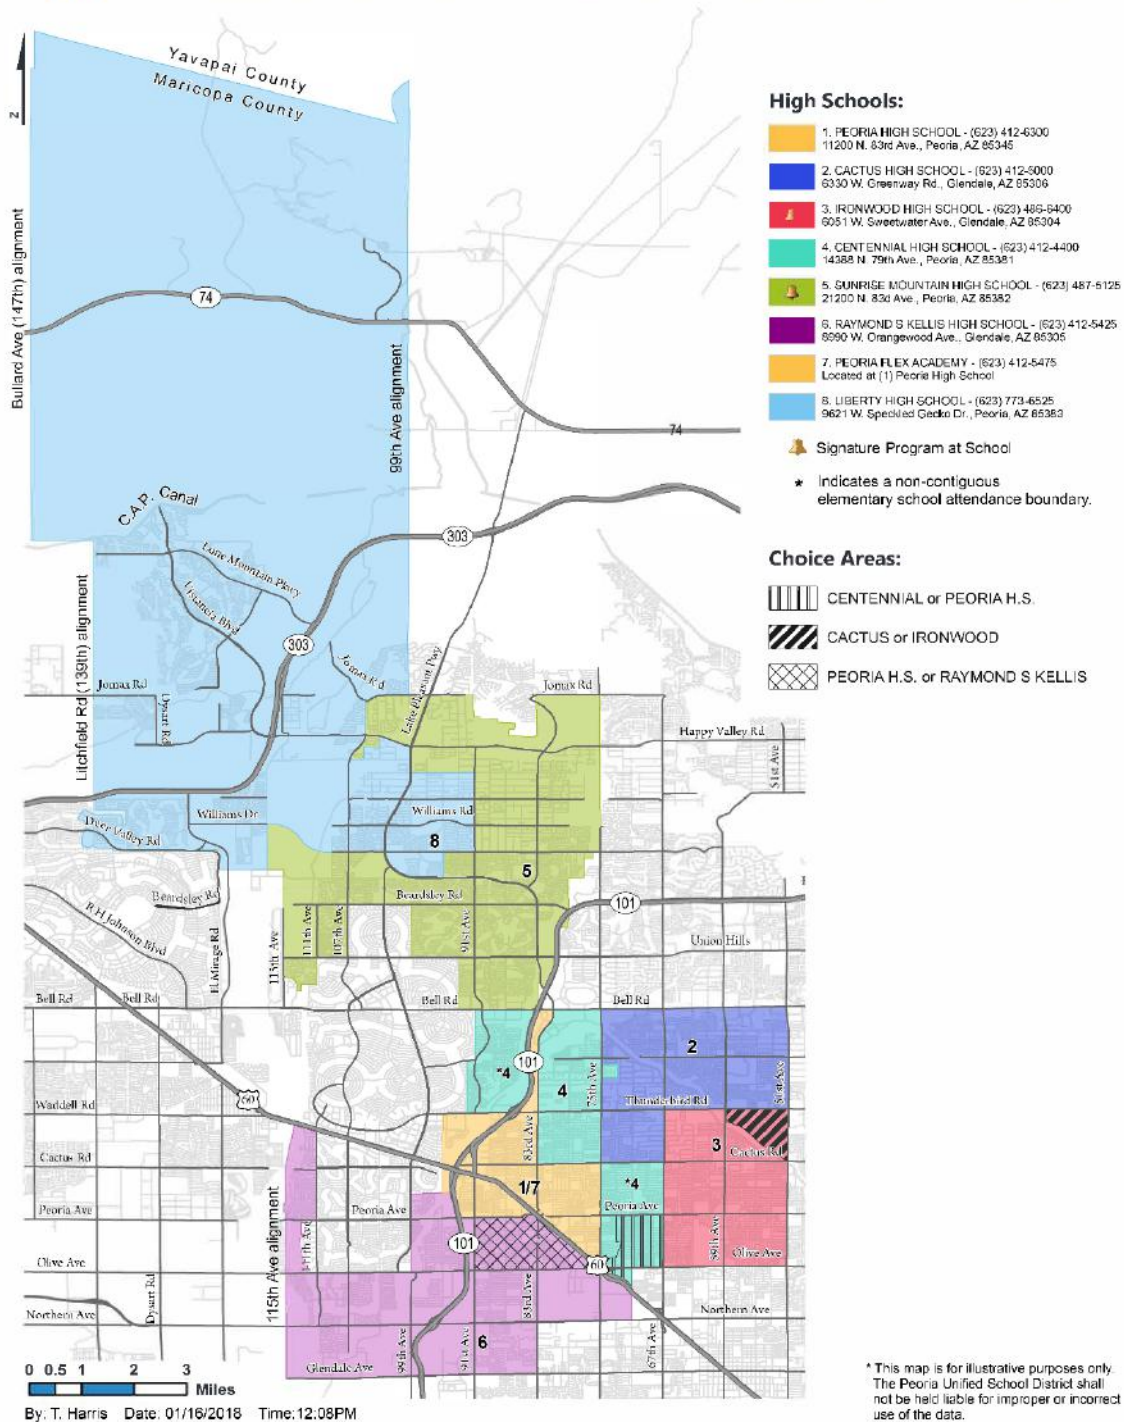 Yavapai County
Maricopa County
N
Bullard Ave (147th) alignment
74
99th Ave alignment
74
C.A.P. Canal
303
Lone Mountain Pkwy
Vistancia Blvd
303
Litchfield Rd (139th) alignment
Jomax Rd
Jomax Rd
Lake Pleasant Pwy
Jomax Rd
Dysart Rd
Happy Valley Rd
51st Ave
Williams Dr
Williams Rd
Deer Valley Rd
8
5
Beardsley Rd
Beardsley Rd
101
R H Johnson Blvd
El Mirage Rd
115th Ave
111th Ave
107th Ave
91st Ave
Union Hills
Bell Rd
Bell Rd
Bell Rd
Bell Rd
2
101
*4
4
75th Ave
51st Ave
60
Waddell Rd
Thunderbird Rd
83rd Ave
3
Cactus Rd
Cactus Rd
1/7
*4
Peoria Ave
Peoria Ave
Peoria Ave
115th Ave alignment
111th Ave
101
59th Ave
Olive Ave
Olive Ave
60
Dysart Rd
83rd Ave
Northern Ave
Northern Ave
6
99th Ave
91st Ave
67th Ave
Glendale Ave
High Schools:
1. PEORIA HIGH SCHOOL - (623) 412-6300
11200 N. 83rd Ave., Peoria, AZ 85345
2. CACTUS HIGH SCHOOL - (623) 412-5000
6330 W. Greenway Rd., Glendale, AZ 85306
3. IRONWOOD HIGH SCHOOL - (623) 486-6400
6051 W. Sweetwater Ave., Glendale, AZ 85304
4. CENTENNIAL HIGH SCHOOL - (623) 412-4400
14388 N. 79th Ave., Peoria, AZ 85381
5. SUNRISE MOUNTAIN HIGH SCHOOL - (623) 487-5125
21200 N. 83d Ave., Peoria, AZ 85382
6. RAYMOND S KELLIS HIGH SCHOOL - (623) 412-5425
8990 W. Orangewood Ave., Glendale, AZ 85305
7. PEORIA FLEX ACADEMY - (623) 412-5475
Located at (1) Peoria High School
8. LIBERTY HIGH SCHOOL - (623) 773-6525
9621 W. Speckled Gecko Dr., Peoria, AZ 85383
Signature Program at School
* Indicates a non-contiguous
elementary school attendance boundary.
Choice Areas:
CENTENNIAL or PEORIA H.S.
CACTUS or IRONWOOD
PEORIA H.S. or RAYMOND S KELLIS
0 0.5 1 2 3
Miles
By: T. Harris Date: 01/16/2018 Time:12:08PM
* This map is for illustrative purposes only.
The Peoria Unified School District shall
not be held liable for improper or incorrect
use of the data.